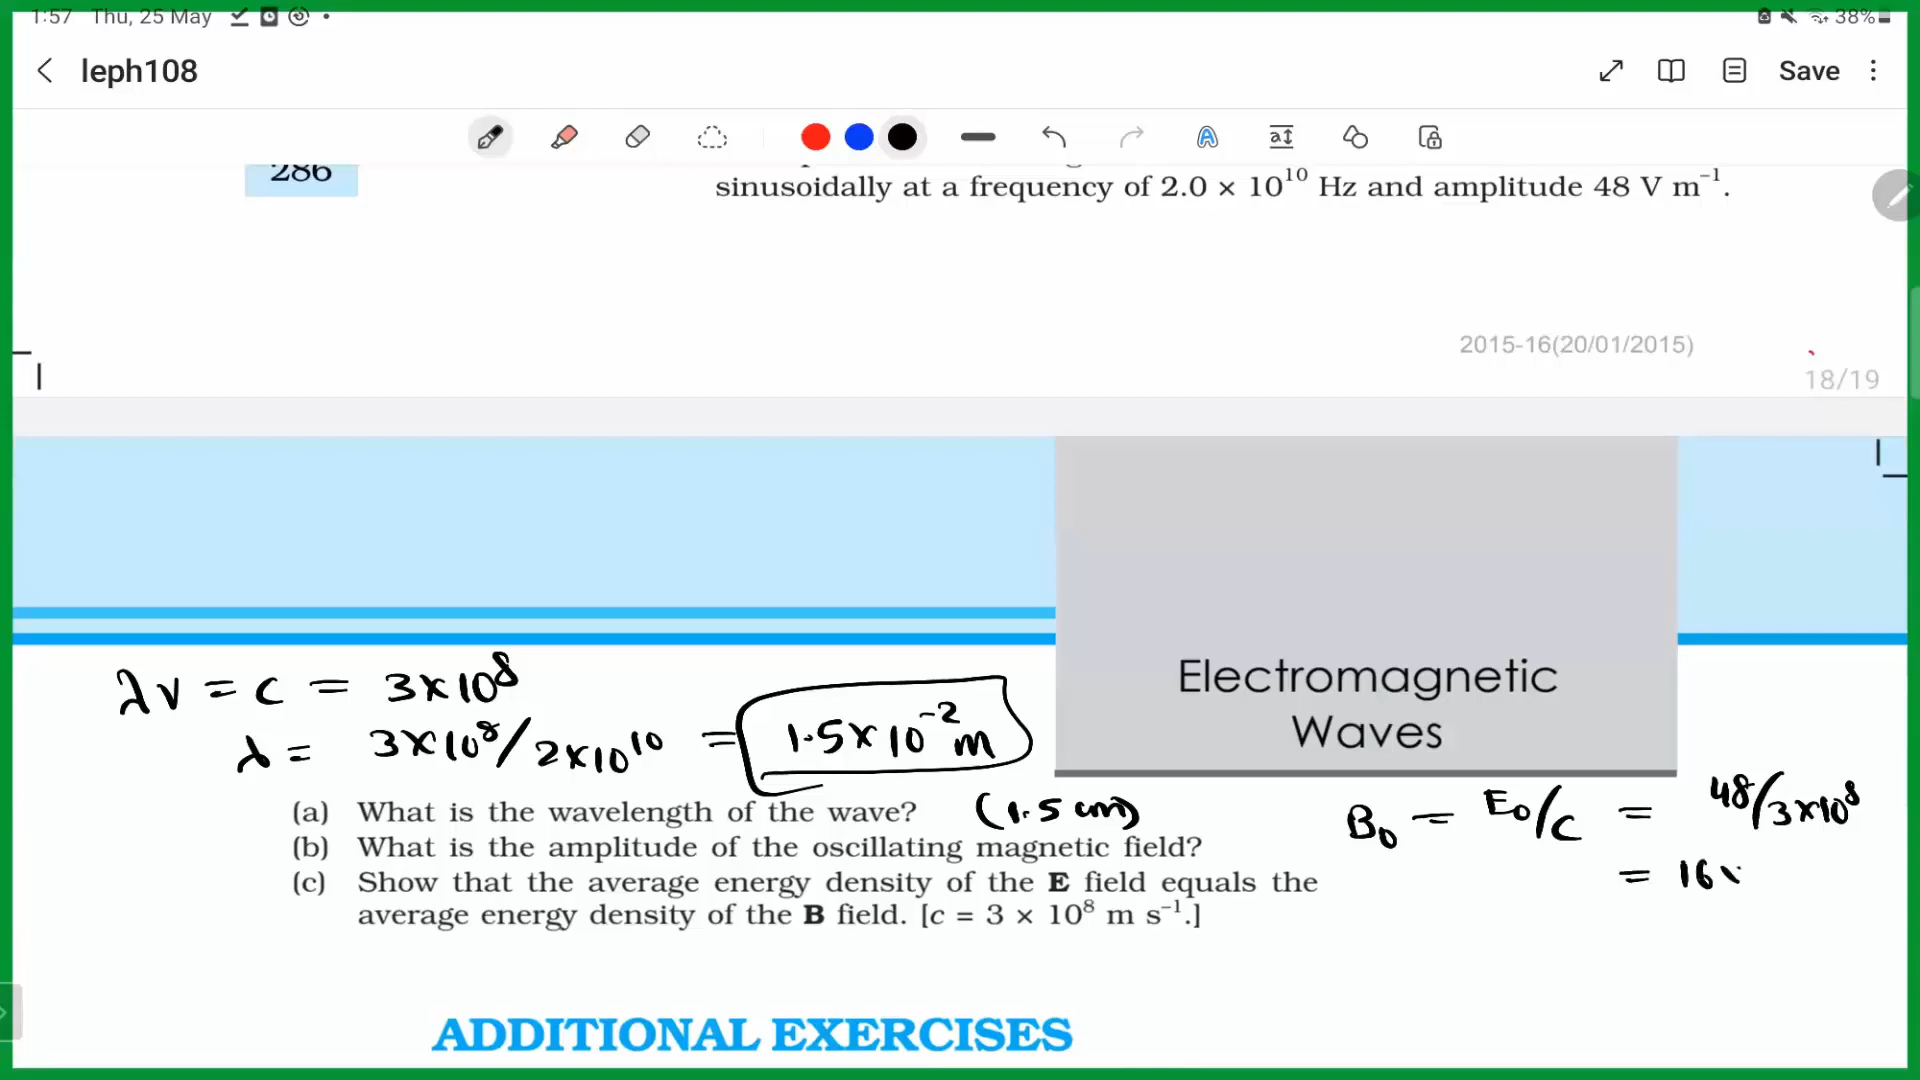 1:57 Thu, 25 May
38%
leph108
Save
286
sinusoidally at a frequency of 2.0 × 10¹⁰ Hz and amplitude 48 V m⁻¹.
2015-16(20/01/2015)
18/19
Electromagnetic
Waves
λν = c = 3×10⁸
λ = 3×10⁸/2×10¹⁰ = 1.5×10⁻² m
(a) What is the wavelength of the wave? (1.5 cm)
B₀ = E₀/c = 48/3×10⁸
(b) What is the amplitude of the oscillating magnetic field?
= 16
(c) Show that the average energy density of the E field equals the
average energy density of the B field. [c = 3 × 10⁸ m s⁻¹.]
ADDITIONAL EXERCISES